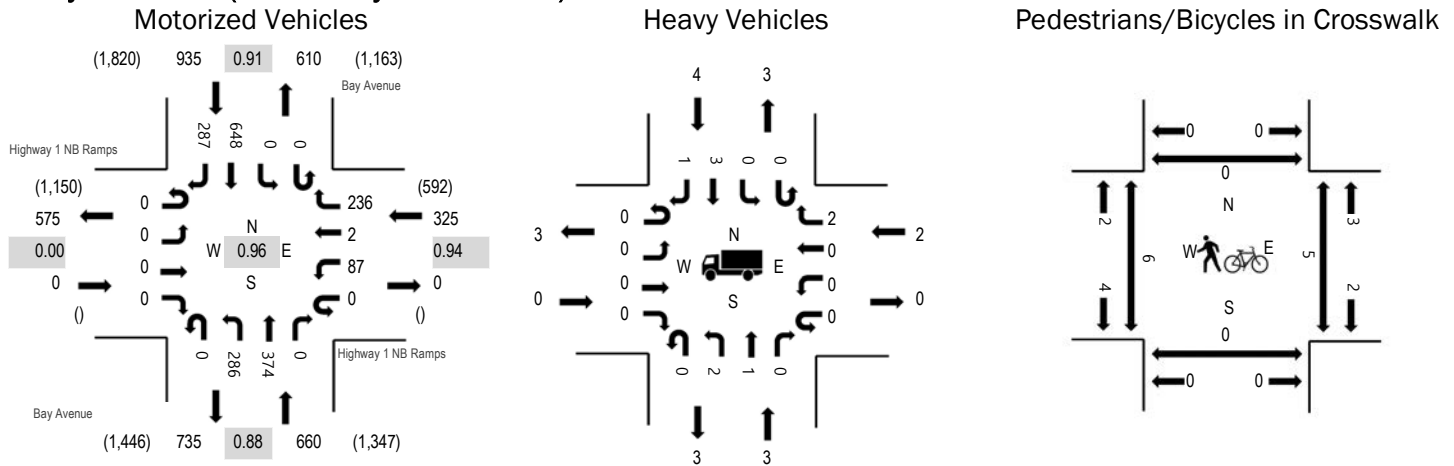 Motorized Vehicles
Heavy Vehicles
Pedestrians/Bicycles in Crosswalk
(1,820) 935 0.91 610 (1,163)
Bay Avenue
287 648 0 0
Highway 1 NB Ramps
(1,150)
575
0.00
0
()
0
0
0
0
N
W 0.96 E
S
236
2
87
0
(592)
325
0.94
0
()
0 286 374 0
Highway 1 NB Ramps
Bay Avenue
(1,446) 735 0.88 660 (1,347)
4 3
1 3 0 0
3
0
0
0
0
0
N
W E
S
2
0
0
0
2
0
0 2 1 0
3 3
0 0
0
2
4
6
N
W E
S
5
3
2
0
0 0